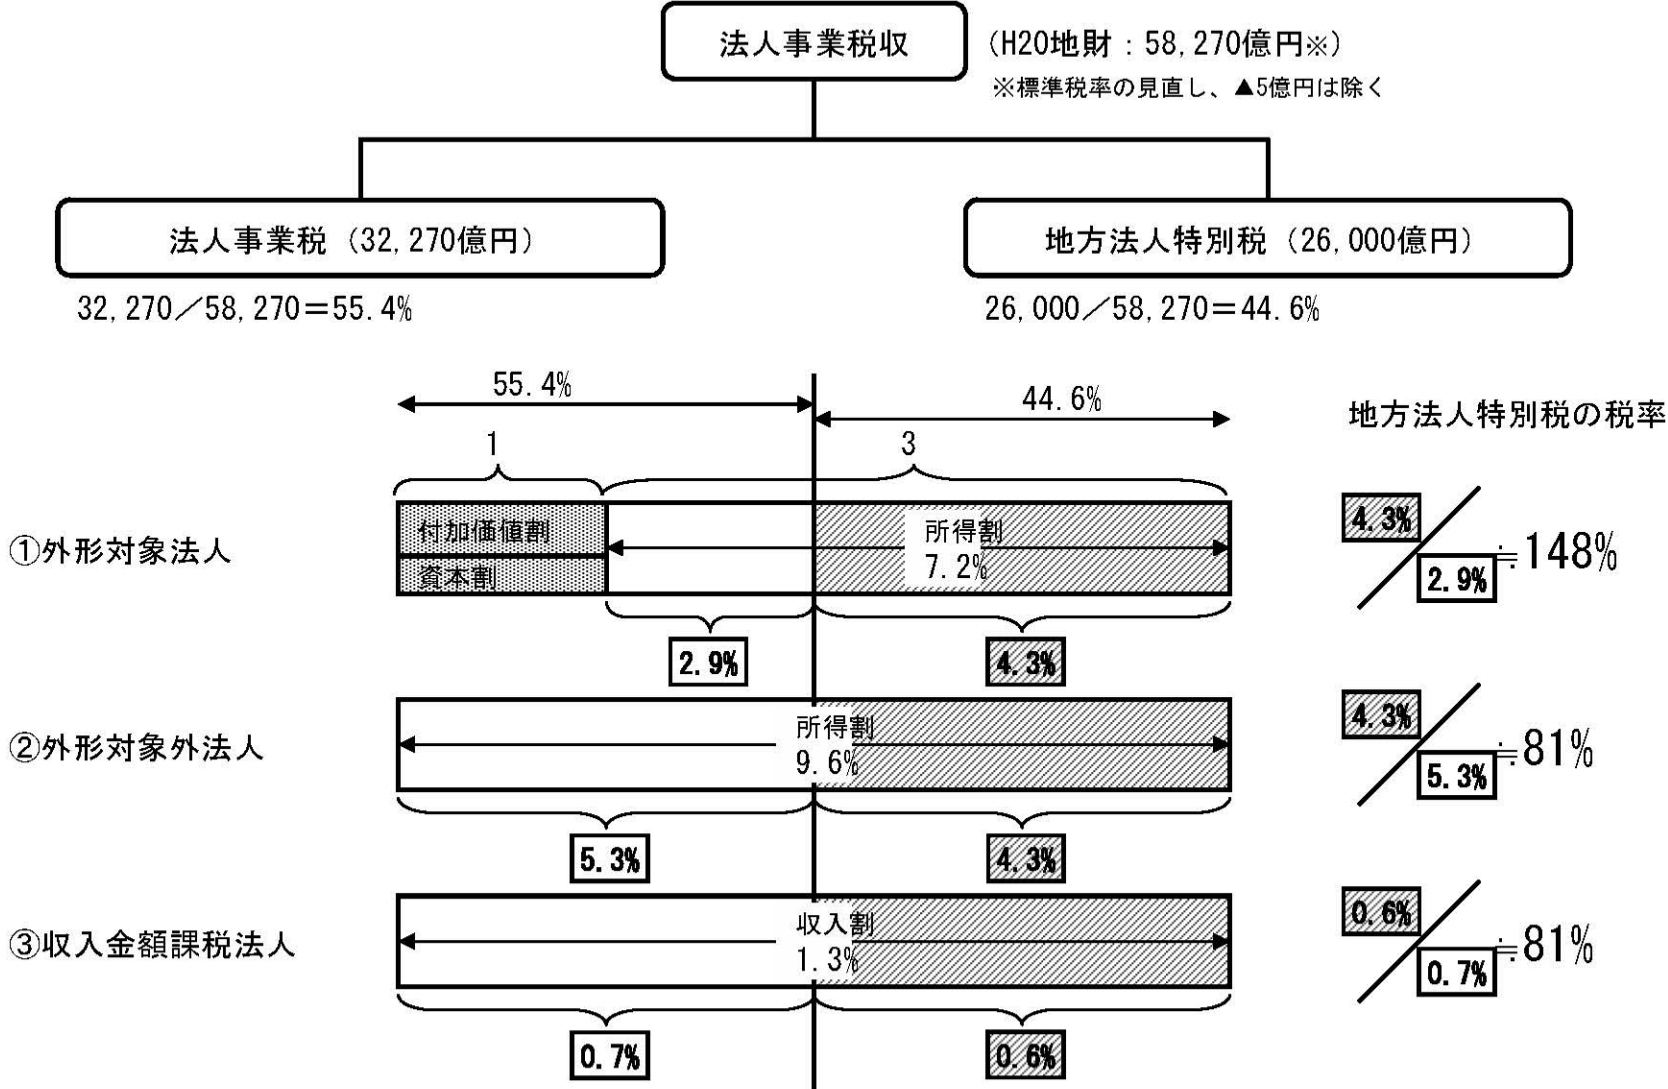 法人事業税収
(H20地財：58,270億円※)
※標準税率の見直し、▲5億円は除く
法人事業税（32,270億円）
地方法人特別税（26,000億円）
32,270／58,270＝55.4%
26,000／58,270＝44.6%
55.4%
44.6%
地方法人特別税の税率
1
3
①外形対象法人
付加価値割
資本割
所得割
7.2%
2.9%
4.3%
4.3%
2.9%
≒148%
②外形対象外法人
所得割
9.6%
5.3%
4.3%
4.3%
5.3%
≒81%
③収入金額課税法人
収入割
1.3%
0.7%
0.6%
0.6%
0.7%
≒81%